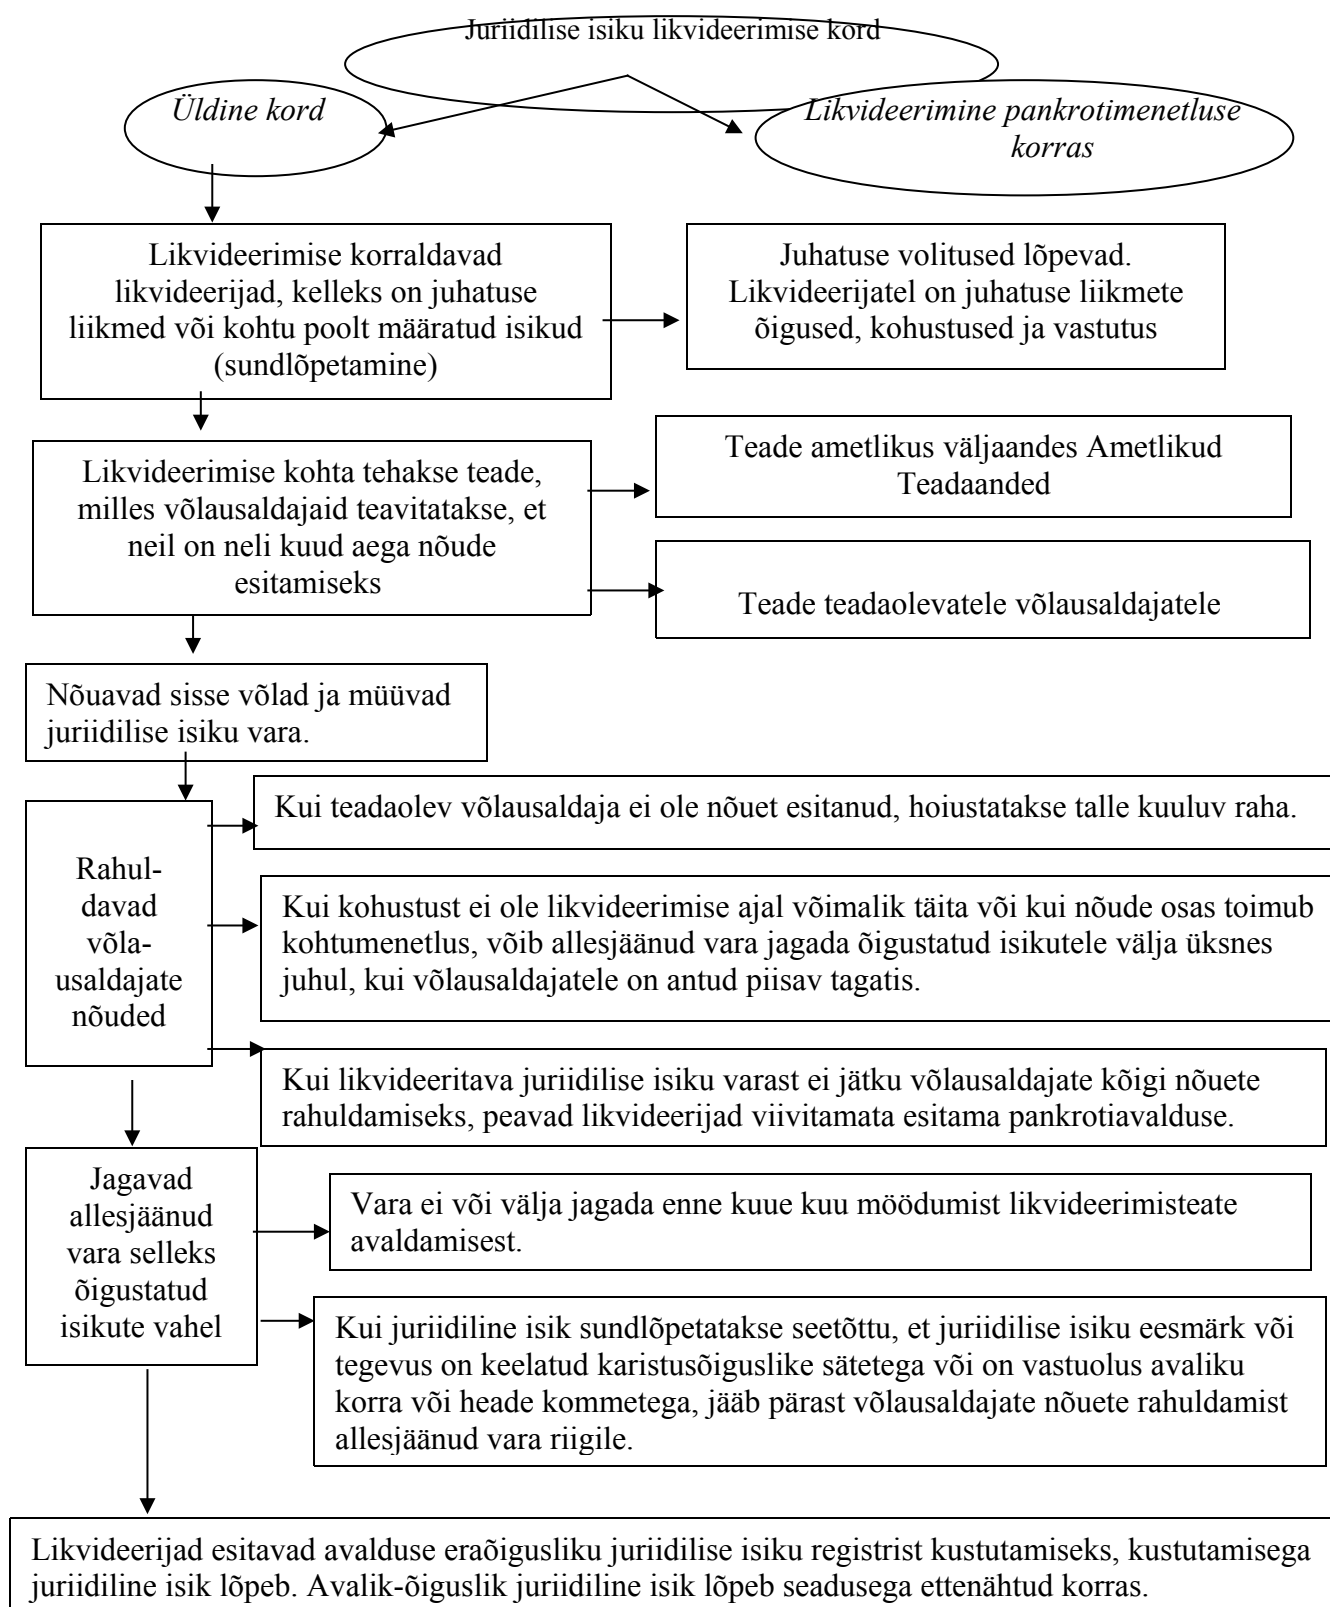 Juriidilise isiku likvideerimise kord
Üldine kord
Likvideerimine pankrotimenetluse
korras
Likvideerimise korraldavad
likvideerijad, kelleks on juhatuse
liikmed või kohtu poolt määratud isikud
(sundlõpetamine)
Juhatuse volitused lõpevad.
Likvideerijatel on juhatuse liikmete
õigused, kohustused ja vastutus
Likvideerimise kohta tehakse teade,
milles võlausaldajaid teavitatakse, et
neil on neli kuud aega nõude
esitamiseks
Teade ametlikus väljaandes Ametlikud
Teadaanded
Teade teadaolevatele võlausaldajatele
Nõuavad sisse võlad ja müüvad
juriidilise isiku vara.
Rahul-
davad
võla-
usaldajate
nõuded
Kui teadaolev võlausaldaja ei ole nõuet esitanud, hoiustatakse talle kuuluv raha.
Kui kohustust ei ole likvideerimise ajal võimalik täita või kui nõude osas toimub
kohtumenetlus, võib allesjäänud vara jagada õigustatud isikutele välja üksnes
juhul, kui võlausaldajatele on antud piisav tagatis.
Kui likvideeritava juriidilise isiku varast ei jätku võlausaldajate kõigi nõuete
rahuldamiseks, peavad likvideerijad viivitamata esitama pankrotiavalduse.
Jagavad
allesjäänud
vara selleks
õigustatud
isikute vahel
Vara ei või välja jagada enne kuue kuu möödumist likvideerimisteate
avaldamisest.
Kui juriidiline isik sundlõpetatakse seetõttu, et juriidilise isiku eesmärk või
tegevus on keelatud karistusõiguslike sätetega või on vastuolus avaliku
korra või heade kommetega, jääb pärast võlausaldajate nõuete rahuldamist
allesjäänud vara riigile.
Likvideerijad esitavad avalduse eraõigusliku juriidilise isiku registrist kustutamiseks, kustutamisega
juriidiline isik lõpeb. Avalik-õiguslik juriidiline isik lõpeb seadusega ettenähtud korras.